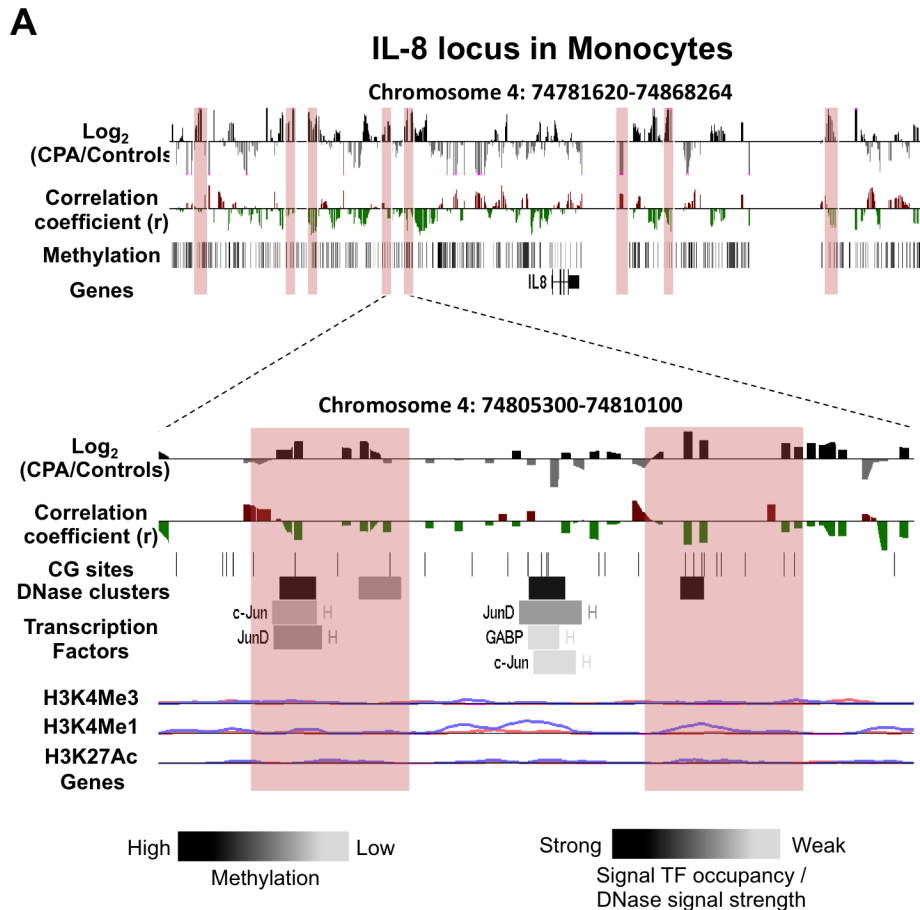 A
IL-8 locus in Monocytes
Chromosome 4: 74781620-74868264
Log2
(CPA/Controls
Correlation
coefficient (r)
Methylation
Genes
IL8
Chromosome 4: 74805300-74810100
Log2
(CPA/Controls)
Correlation
coefficient (r)
CG sites
DNase clusters
c-Jun H
JunD H
JunD H
GABP H
c-Jun H
Transcription
Factors
H3K4Me3
H3K4Me1
H3K27Ac
Genes
High Low
Methylation
Strong Weak
Signal TF occupancy /
DNase signal strength